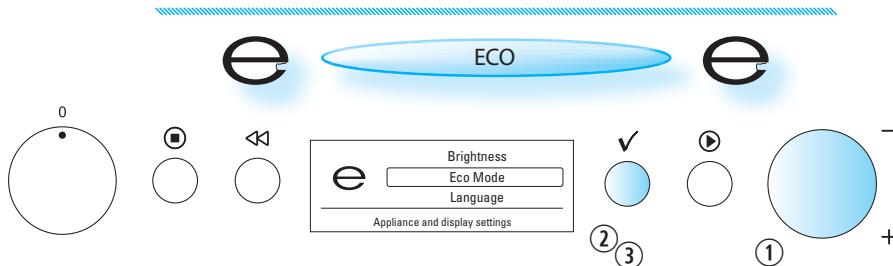 ECO
0
Brightness
Eco Mode
Language
Appliance and display settings
−
+
②
③
①